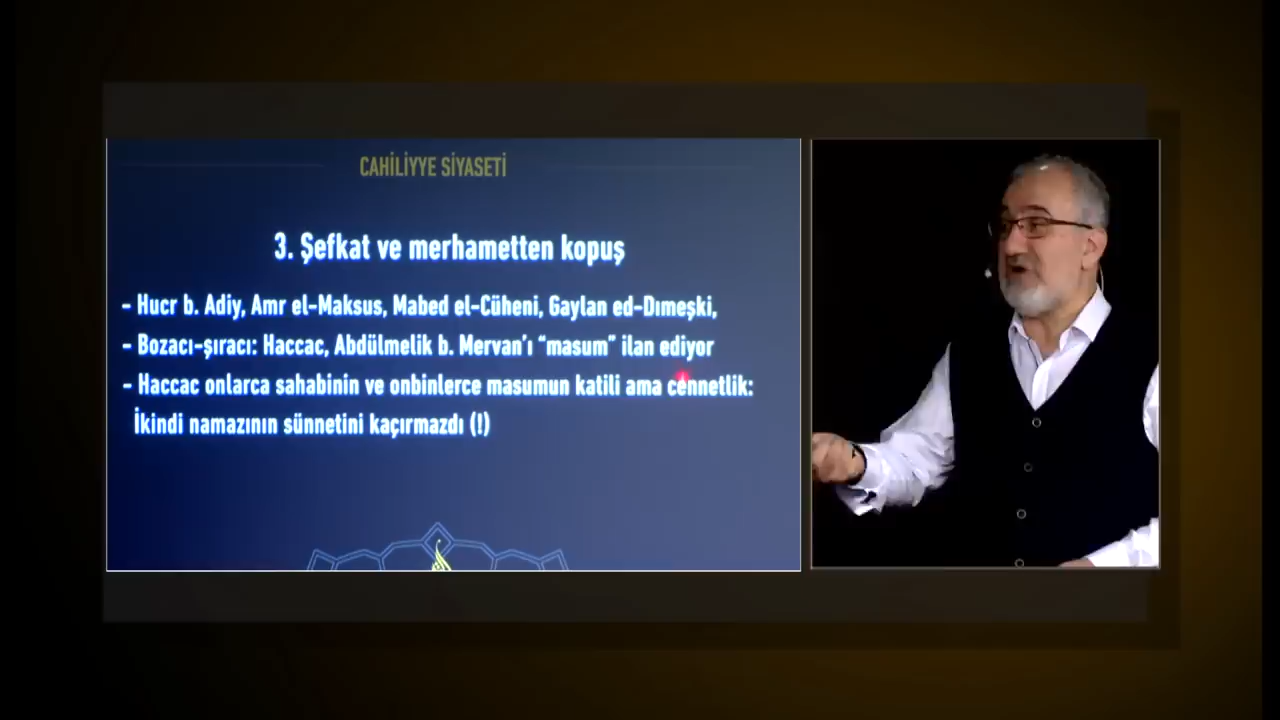 CAHİLİYYE SİYASETİ
3. Şefkat ve merhametten kopuş
- Hucr b. Adiy, Amr el-Maksus, Mabed el-Cüheni, Gaylan ed-Dımeşki,
- Bozacı-şıracı: Haccac, Abdülmelik b. Mervan’ı “masum” ilan ediyor
- Haccac onlarca sahabinin ve onbinlerce masumun katili ama cennetlik:
İkindi namazının sünnetini kaçırmazdı (!)